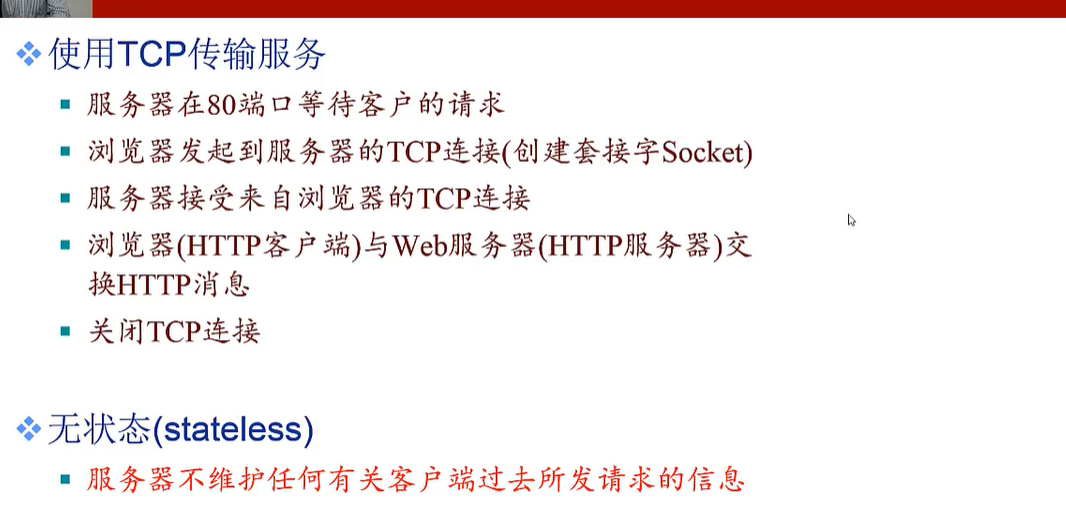 使用TCP传输服务
服务器在80端口等待客户的请求
浏览器发起到服务器的TCP连接(创建套接字Socket)
服务器接受来自浏览器的TCP连接
浏览器(HTTP客户端)与Web服务器(HTTP服务器)交
换HTTP消息
关闭TCP连接
无状态(stateless)
服务器不维护任何有关客户端过去所发请求的信息